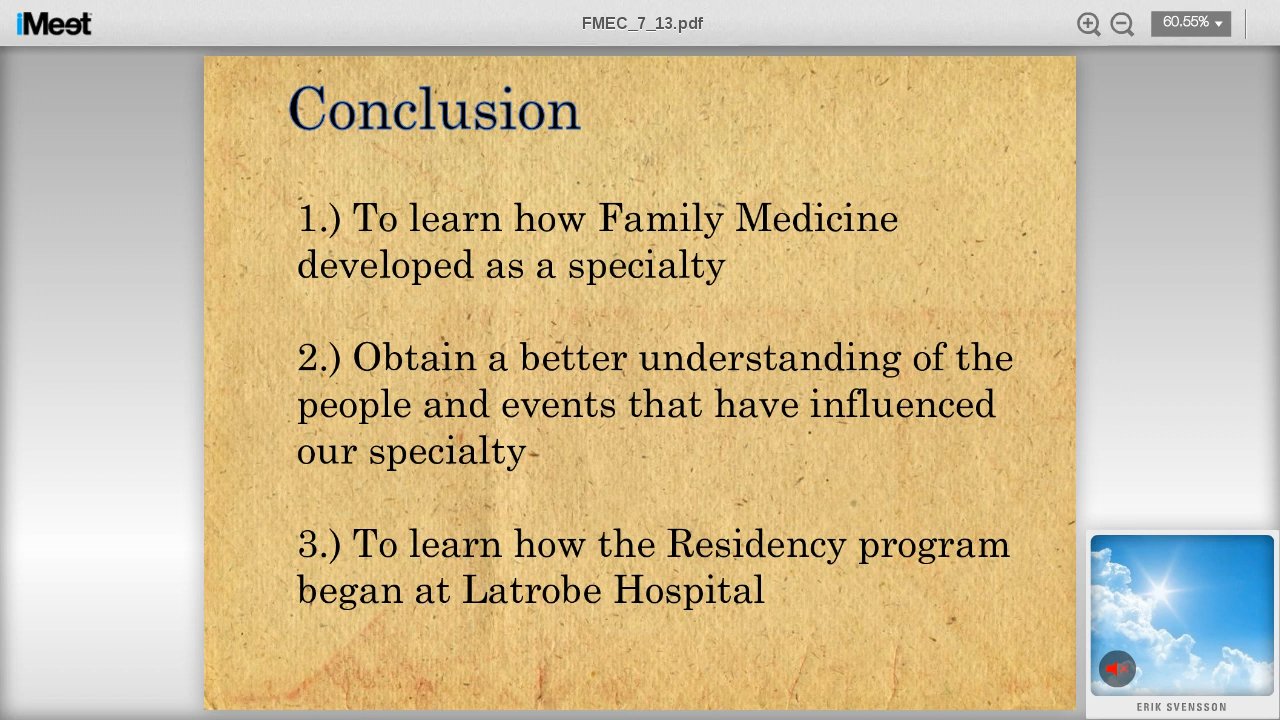 iMeet
FMEC_7_13.pdf
60.55%
Conclusion
1.) To learn how Family Medicine
developed as a specialty
2.) Obtain a better understanding of the
people and events that have influenced
our specialty
3.) To learn how the Residency program
began at Latrobe Hospital
ERIK SVENSSON